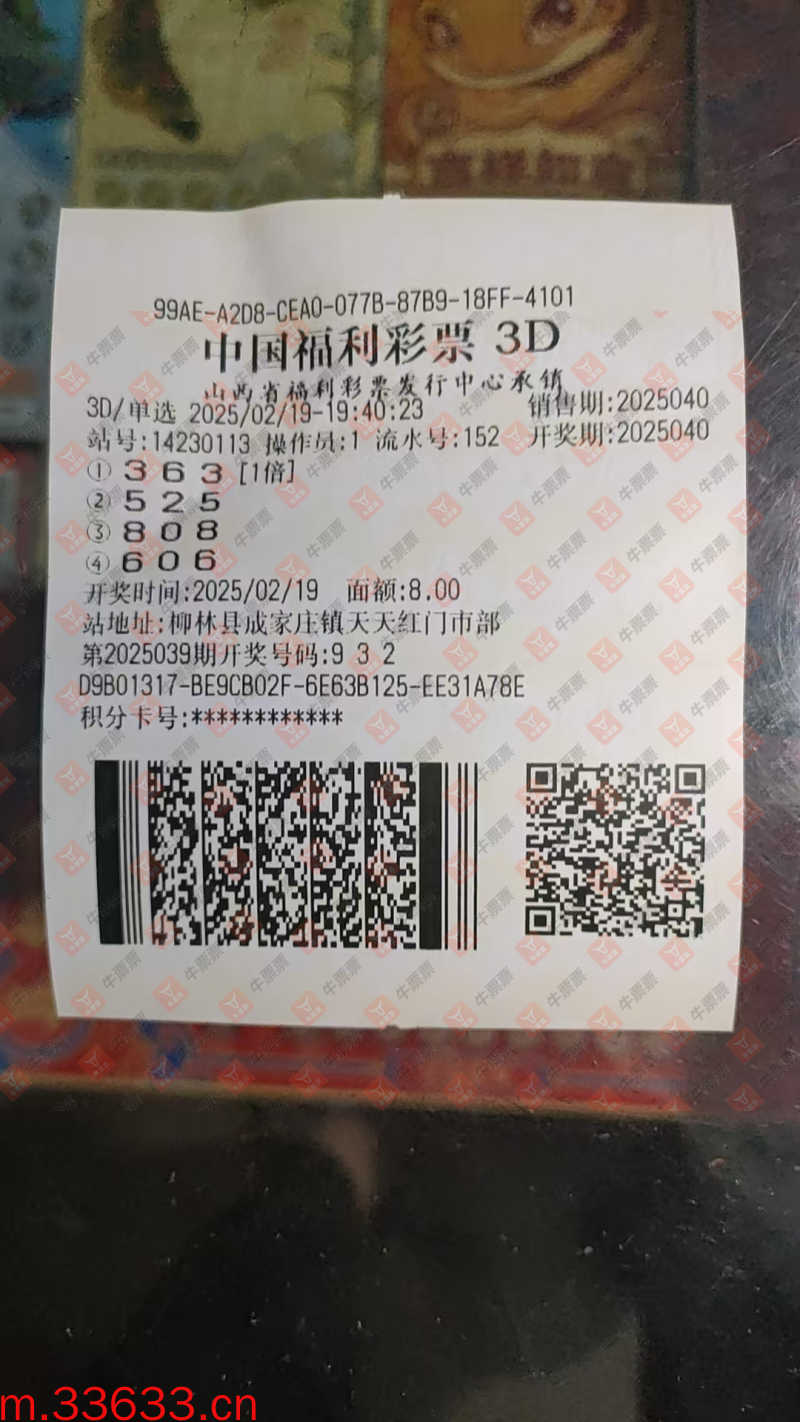 99AE-A2D8-CEA0-077B-87B9-18FF-4101
中国福利彩票 3D
山西省福利彩票发行中心承销
3D/单选 2025/02/19-19:40:23 销售期:2025040
站号:14230113 操作员:1 流水号:152 开奖期:2025040
① 3 6 3 [1倍]
② 5 2 5
③ 8 0 8
④ 6 0 6
开奖时间:2025/02/19 面额:8.00
站地址:柳林县成家庄镇天天红门市部
第2025039期开奖号码:9 3 2
D9B01317-BE9CB02F-6E63B125-EE31A78E
积分卡号:************
牛票票
m.33633.cn